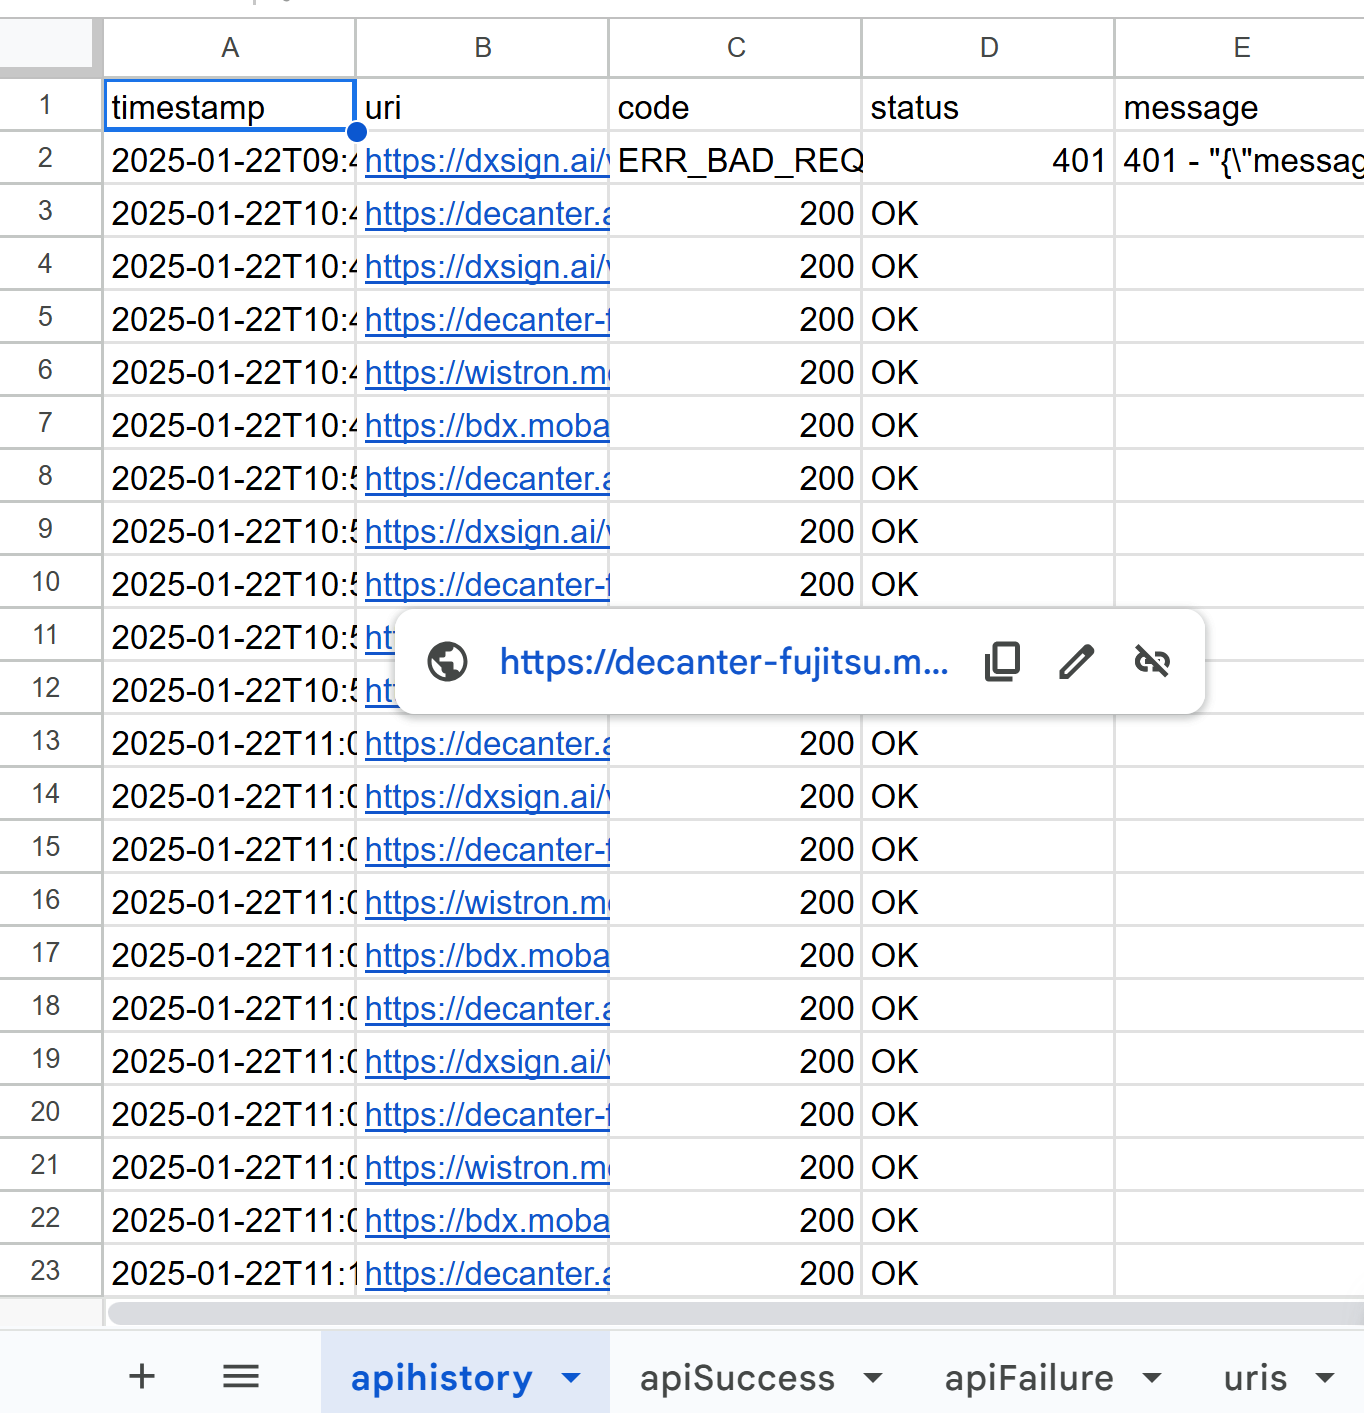 A B C D E
1 timestamp uri code status message
2 2025-01-22T09:4 https://dxsign.ai/v ERR_BAD_REQ 401 401 - "{\"messag
3 2025-01-22T10:4 https://decanter.a 200 OK
4 2025-01-22T10:4 https://dxsign.ai/v 200 OK
5 2025-01-22T10:4 https://decanter-f 200 OK
6 2025-01-22T10:4 https://wistron.mo 200 OK
7 2025-01-22T10:4 https://bdx.moba 200 OK
8 2025-01-22T10:5 https://decanter.a 200 OK
9 2025-01-22T10:5 https://dxsign.ai/v 200 OK
10 2025-01-22T10:5 https://decanter-f 200 OK
11 2025-01-22T10:5 htt
https://decanter-fujitsu.m...
12 2025-01-22T10:5 htt
13 2025-01-22T11:0 https://decanter.a 200 OK
14 2025-01-22T11:0 https://dxsign.ai/v 200 OK
15 2025-01-22T11:0 https://decanter-f 200 OK
16 2025-01-22T11:0 https://wistron.mo 200 OK
17 2025-01-22T11:0 https://bdx.moba 200 OK
18 2025-01-22T11:0 https://decanter.a 200 OK
19 2025-01-22T11:0 https://dxsign.ai/v 200 OK
20 2025-01-22T11:0 https://decanter-f 200 OK
21 2025-01-22T11:0 https://wistron.mo 200 OK
22 2025-01-22T11:0 https://bdx.moba 200 OK
23 2025-01-22T11:1 https://decanter.a 200 OK
apihistory apiSuccess apiFailure uris